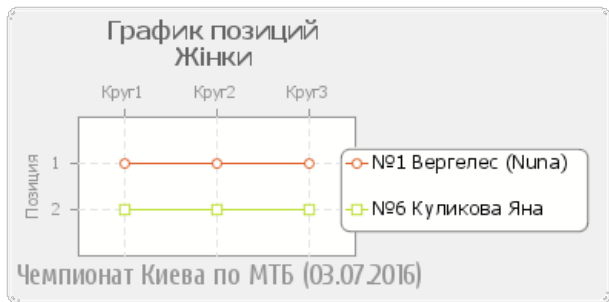 График позиций
Жінки
Круг1 Круг2 Круг3
Позиция
1
2
№1 Вергелес (Nuna)
№6 Куликова Яна
Чемпионат Киева по МТБ (03.07.2016)